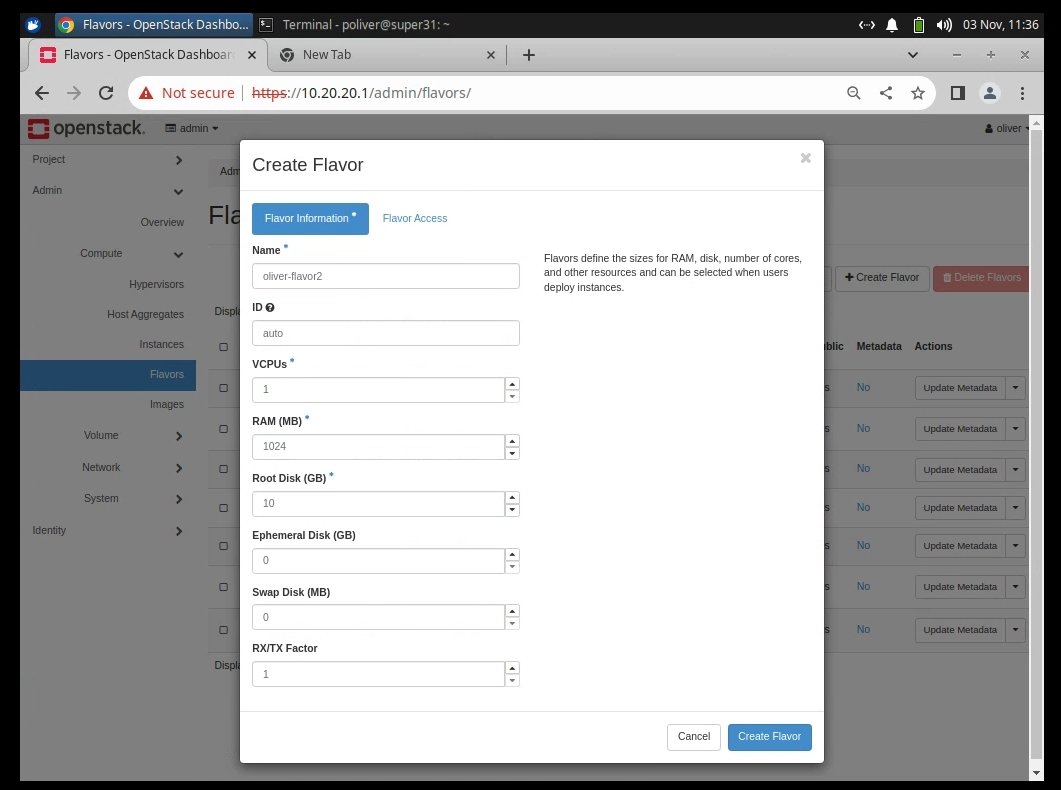 Flavors - OpenStack Dashbo... Terminal - poliver@super31: ~ 03 Nov, 11:36
Flavors - OpenStack Dashboar New Tab
Not secure https://10.20.20.1/admin/flavors/
openstack. admin oliver
Project
Admin
Overview
Compute
Hypervisors
Host Aggregates
Instances
Flavors
Images
Volume
Network
System
Identity
Create Flavor
Flavor Information * Flavor Access
Name *
oliver-flavor2
Flavors define the sizes for RAM, disk, number of cores,
and other resources and can be selected when users
deploy instances.
ID
auto
VCPUs *
1
RAM (MB) *
1024
Root Disk (GB) *
10
Ephemeral Disk (GB)
0
Swap Disk (MB)
0
RX/TX Factor
1
Cancel Create Flavor
Create Flavor Delete Flavors
Metadata Actions
No Update Metadata
No Update Metadata
No Update Metadata
No Update Metadata
No Update Metadata
No Update Metadata
No Update Metadata